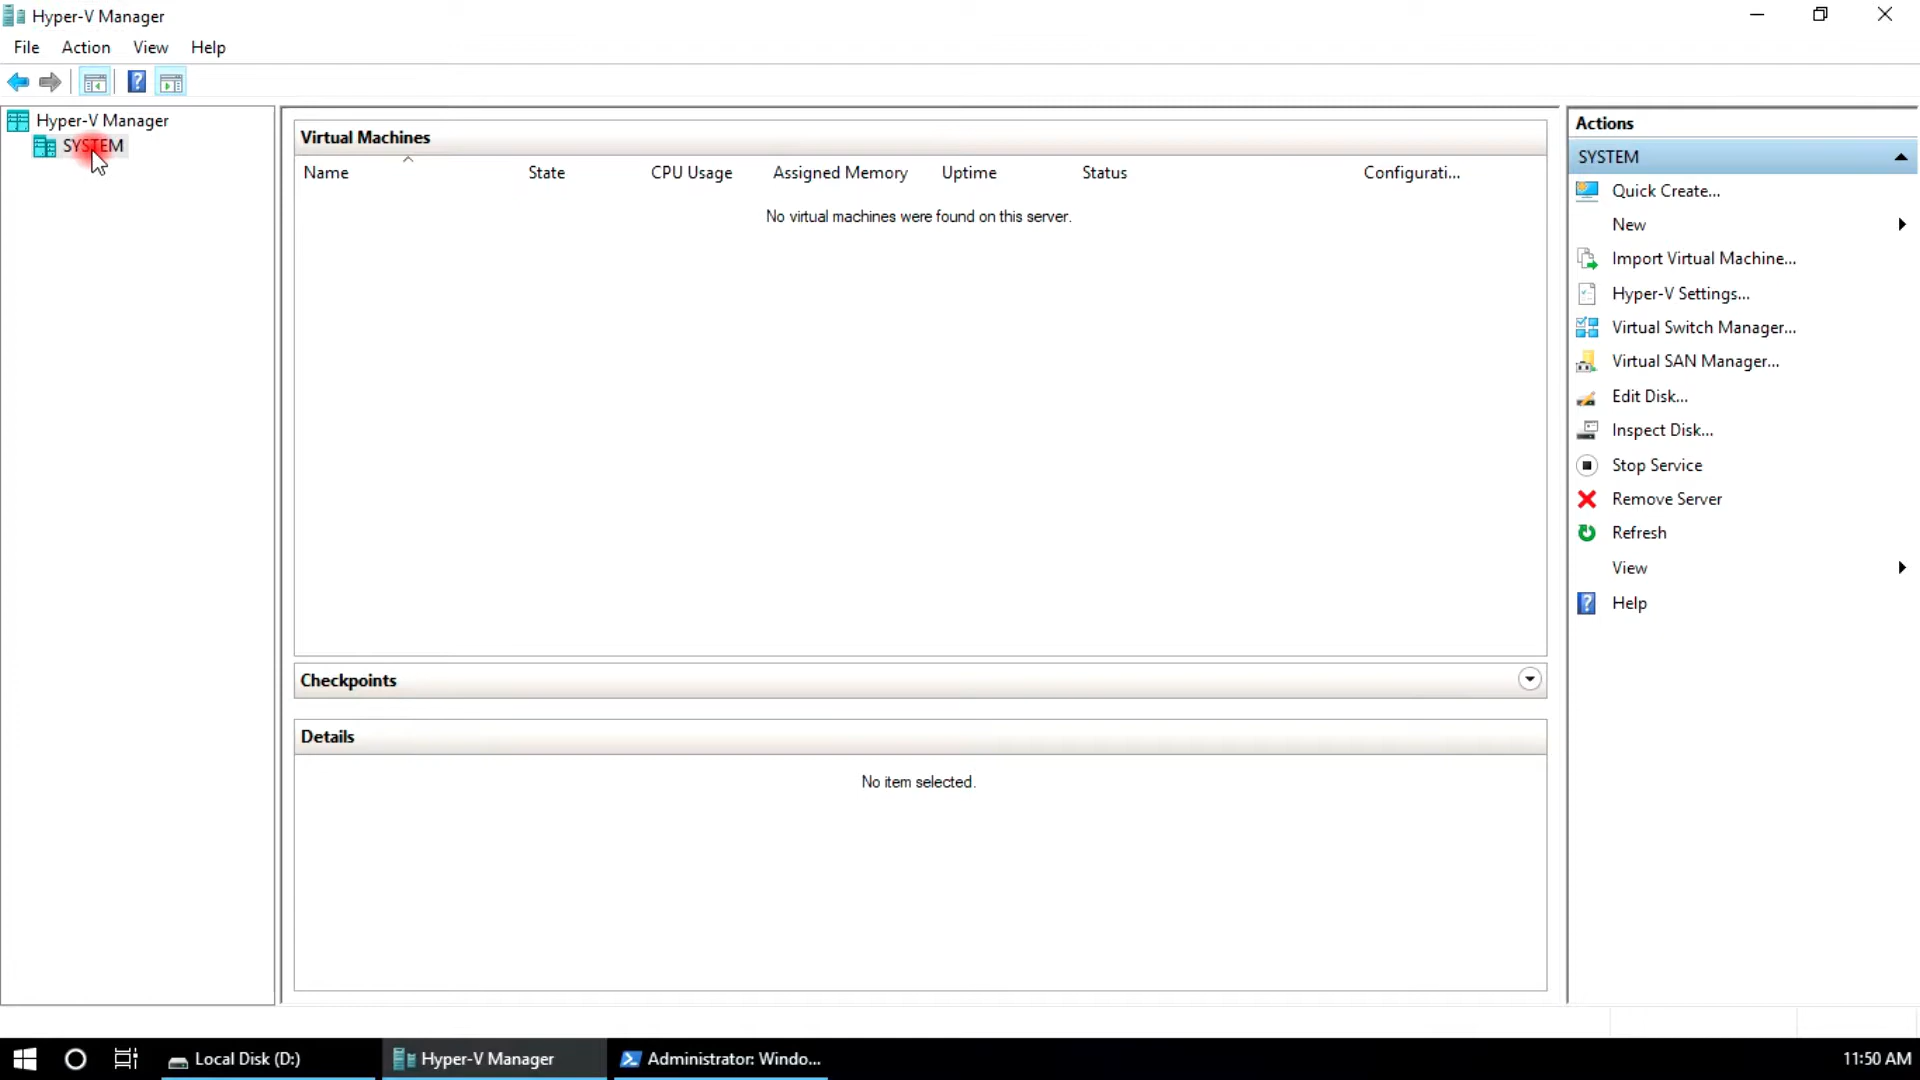 Hyper-V Manager
File Action View Help
Hyper-V Manager
SYSTEM
Virtual Machines
Name State CPU Usage Assigned Memory Uptime Status Configurati...
No virtual machines were found on this server.
Checkpoints
Details
No item selected.
Actions
SYSTEM
Quick Create...
New
Import Virtual Machine...
Hyper-V Settings...
Virtual Switch Manager...
Virtual SAN Manager...
Edit Disk...
Inspect Disk...
Stop Service
Remove Server
Refresh
View
Help
Local Disk (D:) Hyper-V Manager Administrator: Windo... 11:50 AM